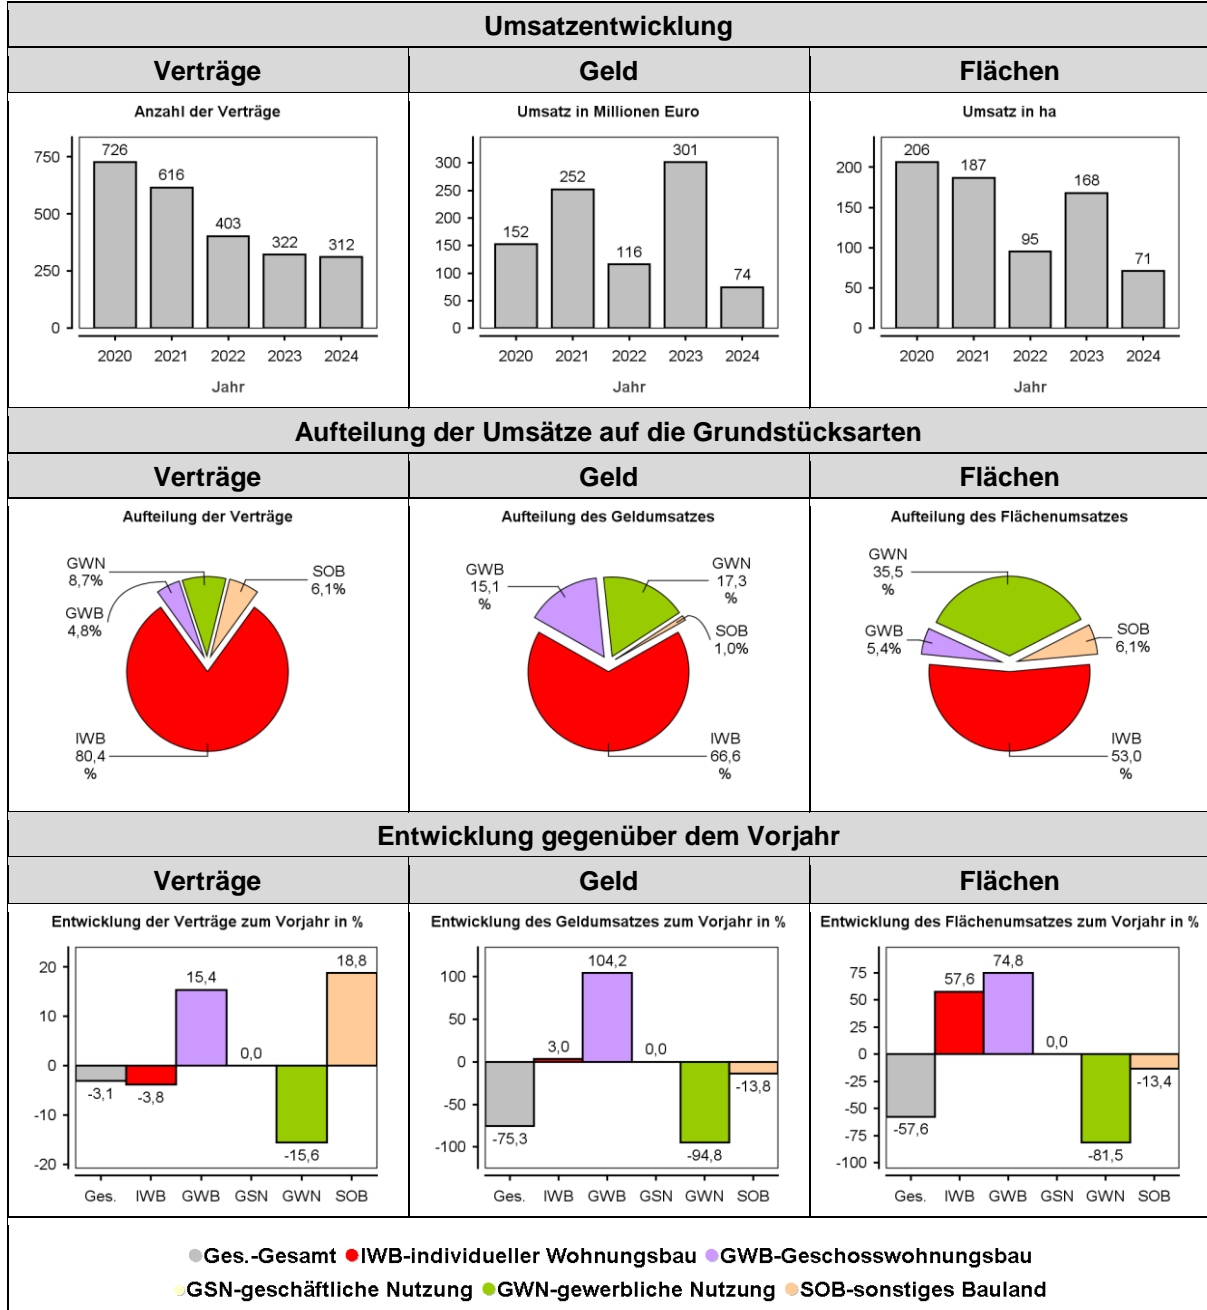 Umsatzentwicklung
Verträge Geld Flächen
Anzahl der Verträge
750
500
250
0
726
616
403
322
312
2020 2021 2022 2023 2024
Jahr
Umsatz in Millionen Euro
300
250
200
150
100
50
0
152
252
116
301
74
2020 2021 2022 2023 2024
Jahr
Umsatz in ha
200
150
100
50
0
206
187
95
168
71
2020 2021 2022 2023 2024
Jahr
Aufteilung der Umsätze auf die Grundstücksarten
Verträge Geld Flächen
Aufteilung der Verträge
GWN
8,7%
SOB
6,1%
GWB
4,8%
IWB
80,4
%
Aufteilung des Geldumsatzes
GWB
15,1
%
GWN
17,3
%
SOB
1,0%
IWB
66,6
%
Aufteilung des Flächenumsatzes
GWN
35,5
%
GWB
5,4%
SOB
6,1%
IWB
53,0
%
Entwicklung gegenüber dem Vorjahr
Verträge Geld Flächen
Entwicklung der Verträge zum Vorjahr in %
20
10
0
-10
-20
-3,1
-3,8
15,4
0,0
-15,6
18,8
Ges. IWB GWB GSN GWN SOB
Entwicklung des Geldumsatzes zum Vorjahr in %
100
50
0
-50
-100
-75,3
3,0
104,2
0,0
-94,8
-13,8
Ges. IWB GWB GSN GWN SOB
Entwicklung des Flächenumsatzes zum Vorjahr in %
75
50
25
0
-25
-50
-75
-100
-57,6
57,6
74,8
0,0
-81,5
-13,4
Ges. IWB GWB GSN GWN SOB
Ges.-Gesamt IWB-individueller Wohnungsbau GWB-Geschosswohnungsbau
GSN-geschäftliche Nutzung GWN-gewerbliche Nutzung SOB-sonstiges Bauland